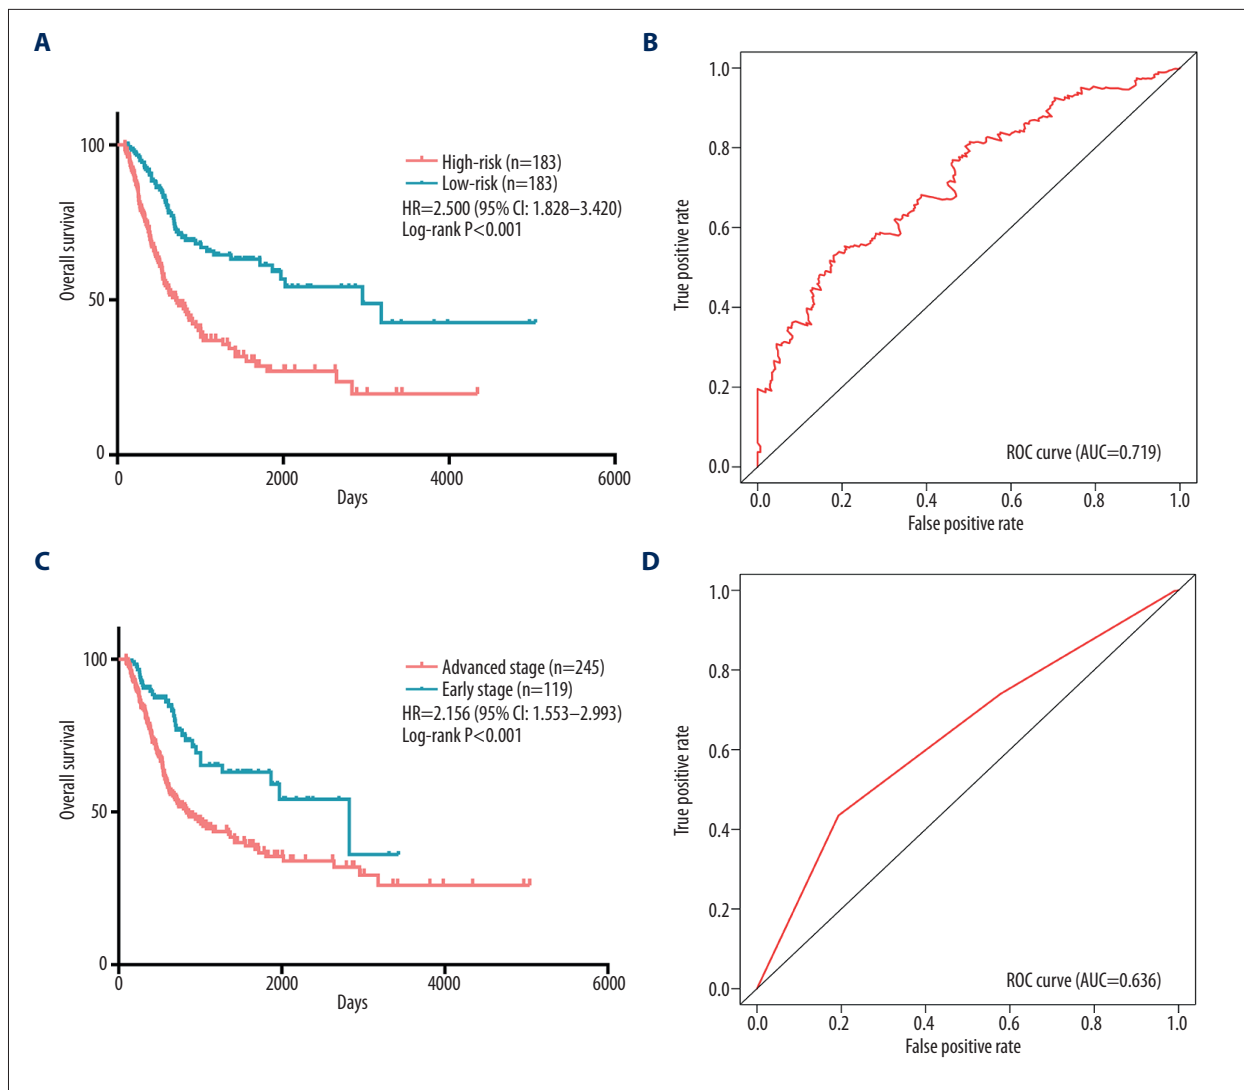 A
100
50
0
Overall survival
High-risk (n=183)
Low-risk (n=183)
HR=2.500 (95% CI: 1.828–3.420)
Log-rank P<0.001
0 2000 4000 6000
Days
B
1.0
0.8
0.6
0.4
0.2
0.0
True positive rate
ROC curve (AUC=0.719)
0.0 0.2 0.4 0.6 0.8 1.0
False positive rate
C
100
50
0
Overall survival
Advanced stage (n=245)
Early stage (n=119)
HR=2.156 (95% CI: 1.553–2.993)
Log-rank P<0.001
0 2000 4000 6000
Days
D
1.0
0.8
0.6
0.4
0.2
0.0
True positive rate
ROC curve (AUC=0.636)
0.0 0.2 0.4 0.6 0.8 1.0
False positive rate